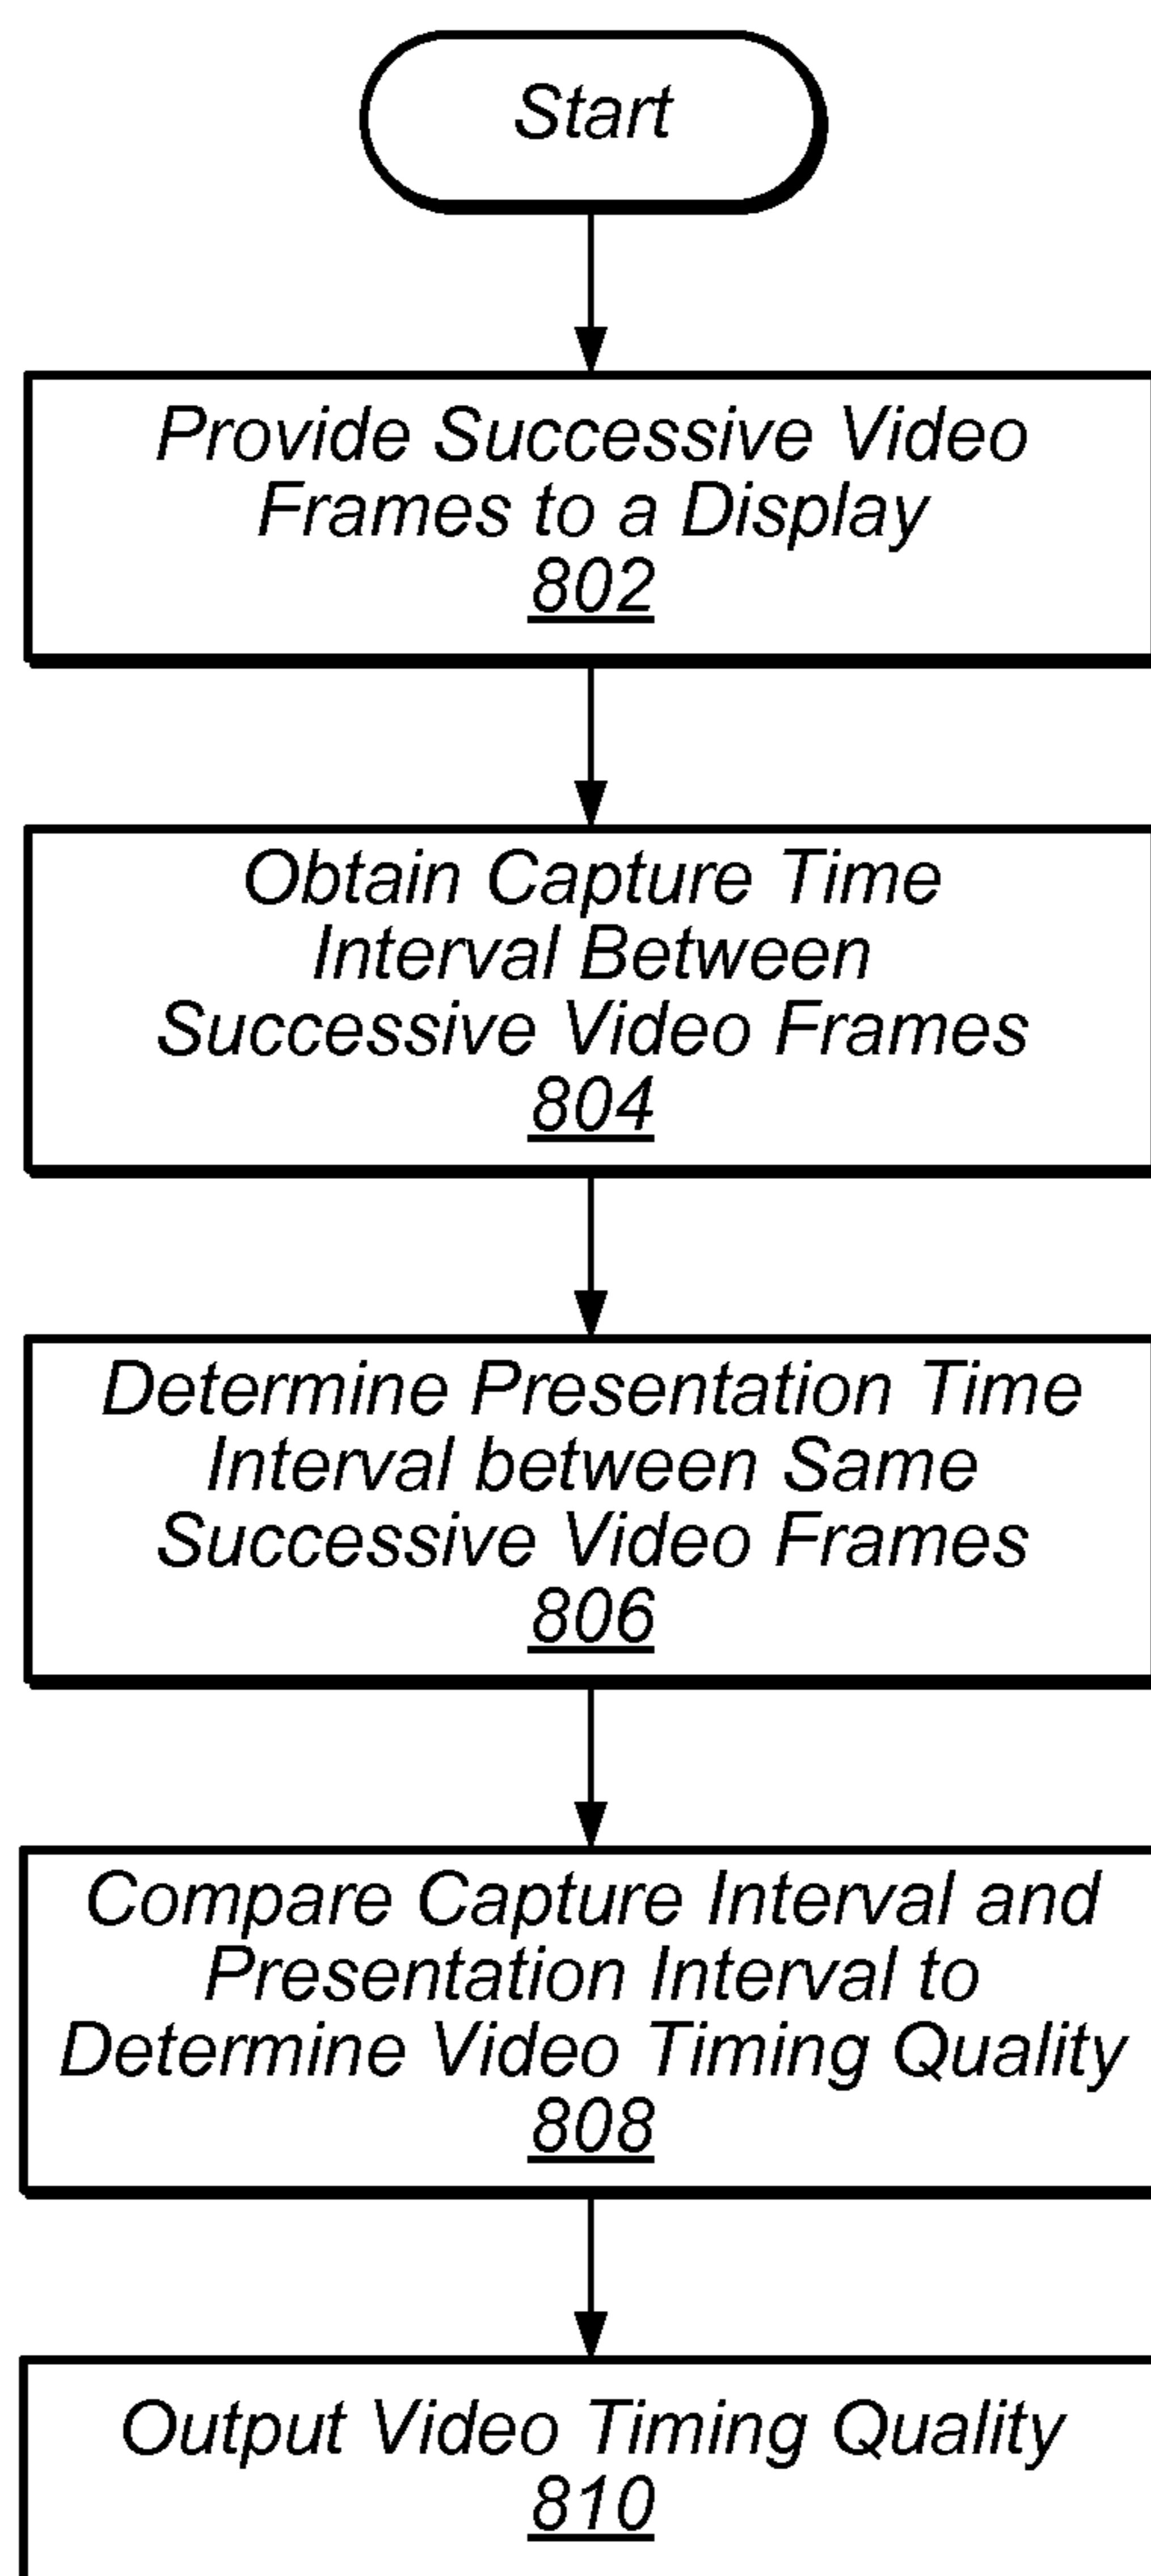 Start
Provide Successive Video
Frames to a Display
802
Obtain Capture Time
Interval Between
Successive Video Frames
804
Determine Presentation Time
Interval between Same
Successive Video Frames
806
Compare Capture Interval and
Presentation Interval to
Determine Video Timing Quality
808
Output Video Timing Quality
810